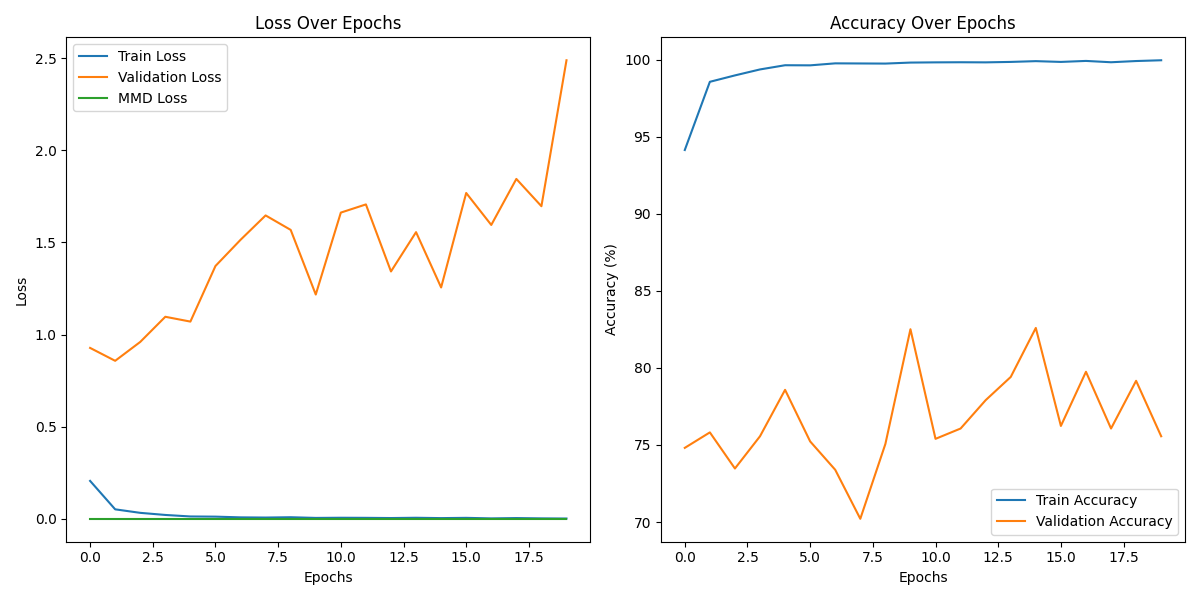 Loss Over Epochs
Train Loss
Validation Loss
MMD Loss
2.5
2.0
1.5
1.0
0.5
0.0
Loss
0.0 2.5 5.0 7.5 10.0 12.5 15.0 17.5
Epochs
Accuracy Over Epochs
100
95
90
85
80
75
70
Accuracy (%)
Train Accuracy
Validation Accuracy
0.0 2.5 5.0 7.5 10.0 12.5 15.0 17.5
Epochs